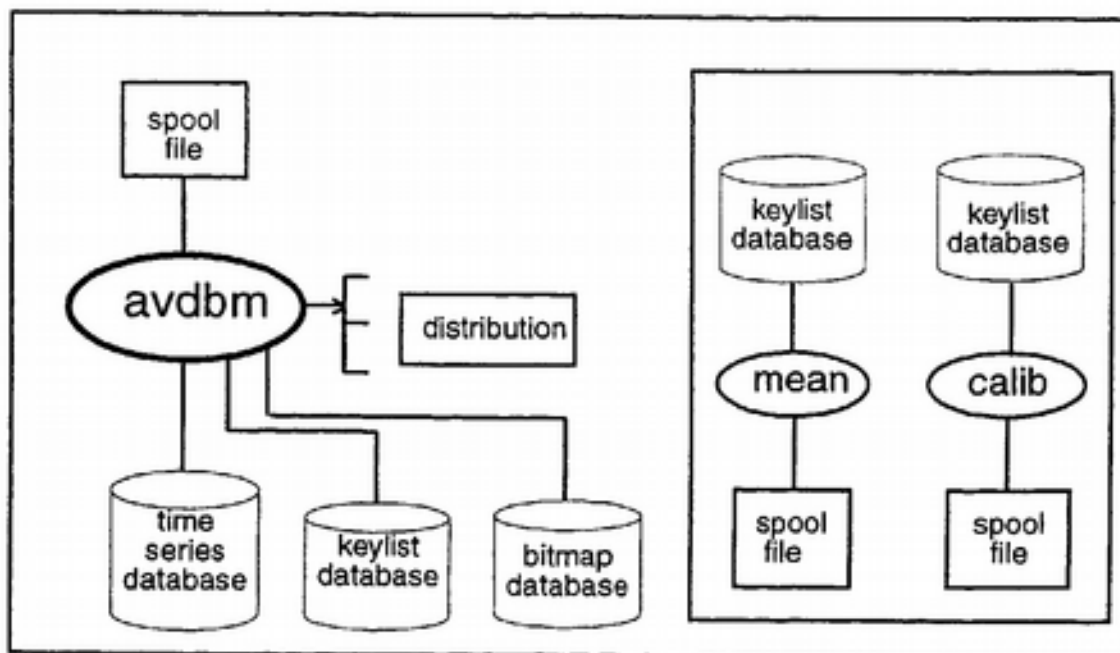 spool
file
avdbm
distribution
time
series
database
keylist
database
bitmap
database
keylist
database
keylist
database
mean
calib
spool
file
spool
file